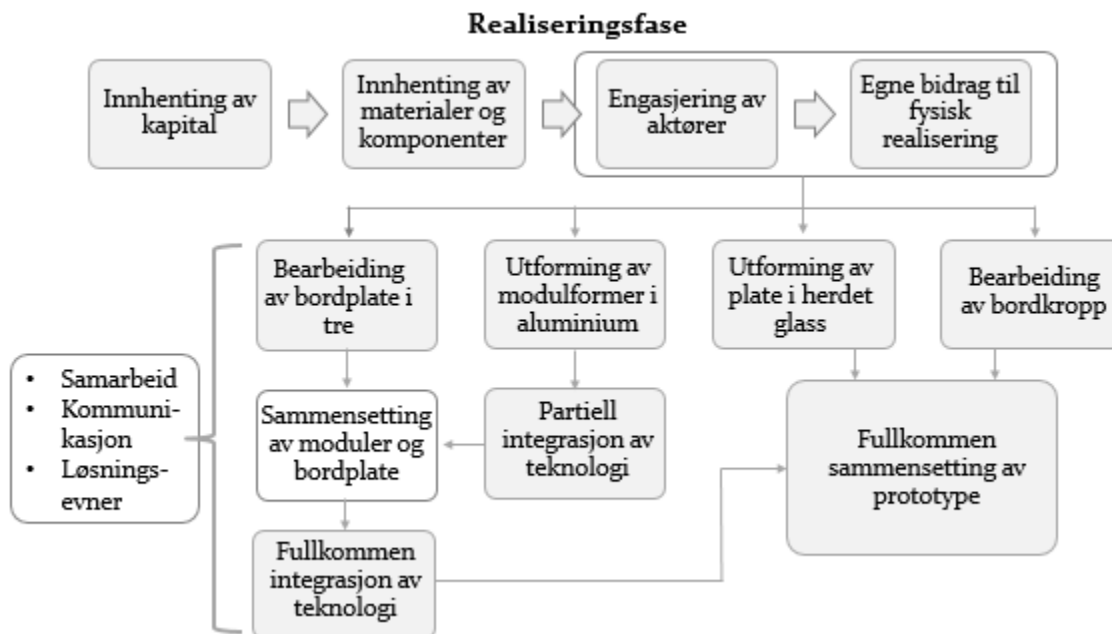 Realiseringsfase
Innhenting av
kapital
Innhenting av
materialer og
komponenter
Engasjering av
aktører
Egne bidrag til
fysisk
realisering
Bearbeiding
av bordplate i
tre
Utforming av
modulformer i
aluminium
Utforming av
plate i herdet
glass
Bearbeiding
av bordkropp
• Samarbeid
• Kommuni-
kasjon
• Løsnings-
evner
Sammensetting
av moduler og
bordplate
Partiell
integrasjon av
teknologi
Fullkommen
sammensetting av
prototype
Fullkommen
integrasjon av
teknologi